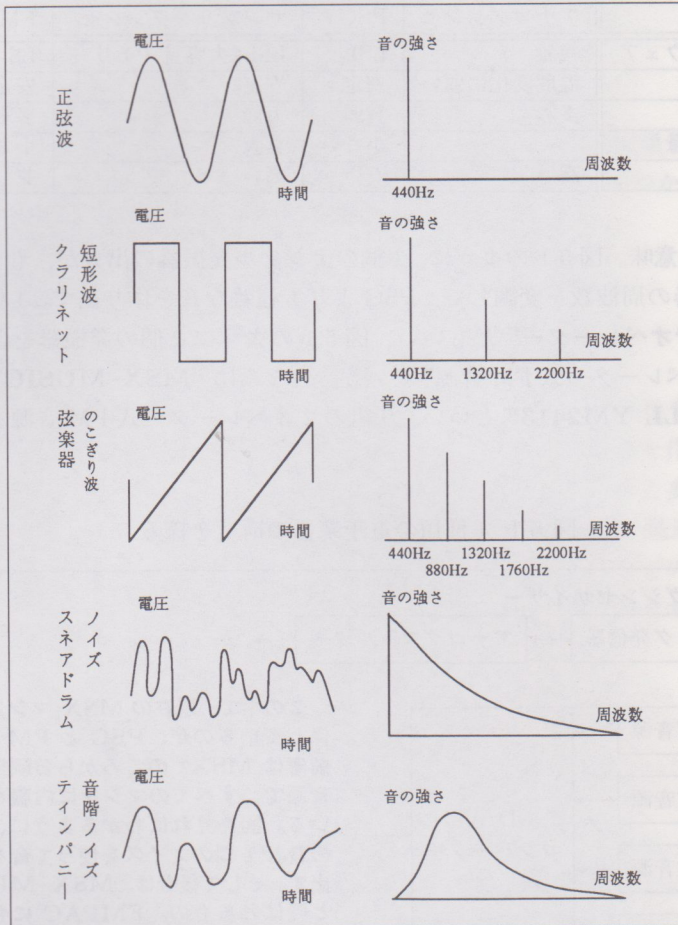 正弦波
電圧
時間
音の強さ
周波数
440Hz
短形波
クラリネット
電圧
時間
音の強さ
周波数
440Hz 1320Hz 2200Hz
のこぎり波
弦楽器
電圧
時間
音の強さ
周波数
440Hz 1320Hz 2200Hz
880Hz 1760Hz
ノイズ
スネアドラム
電圧
時間
音の強さ
周波数
音階ノイズ
ティンパニー
電圧
時間
音の強さ
周波数